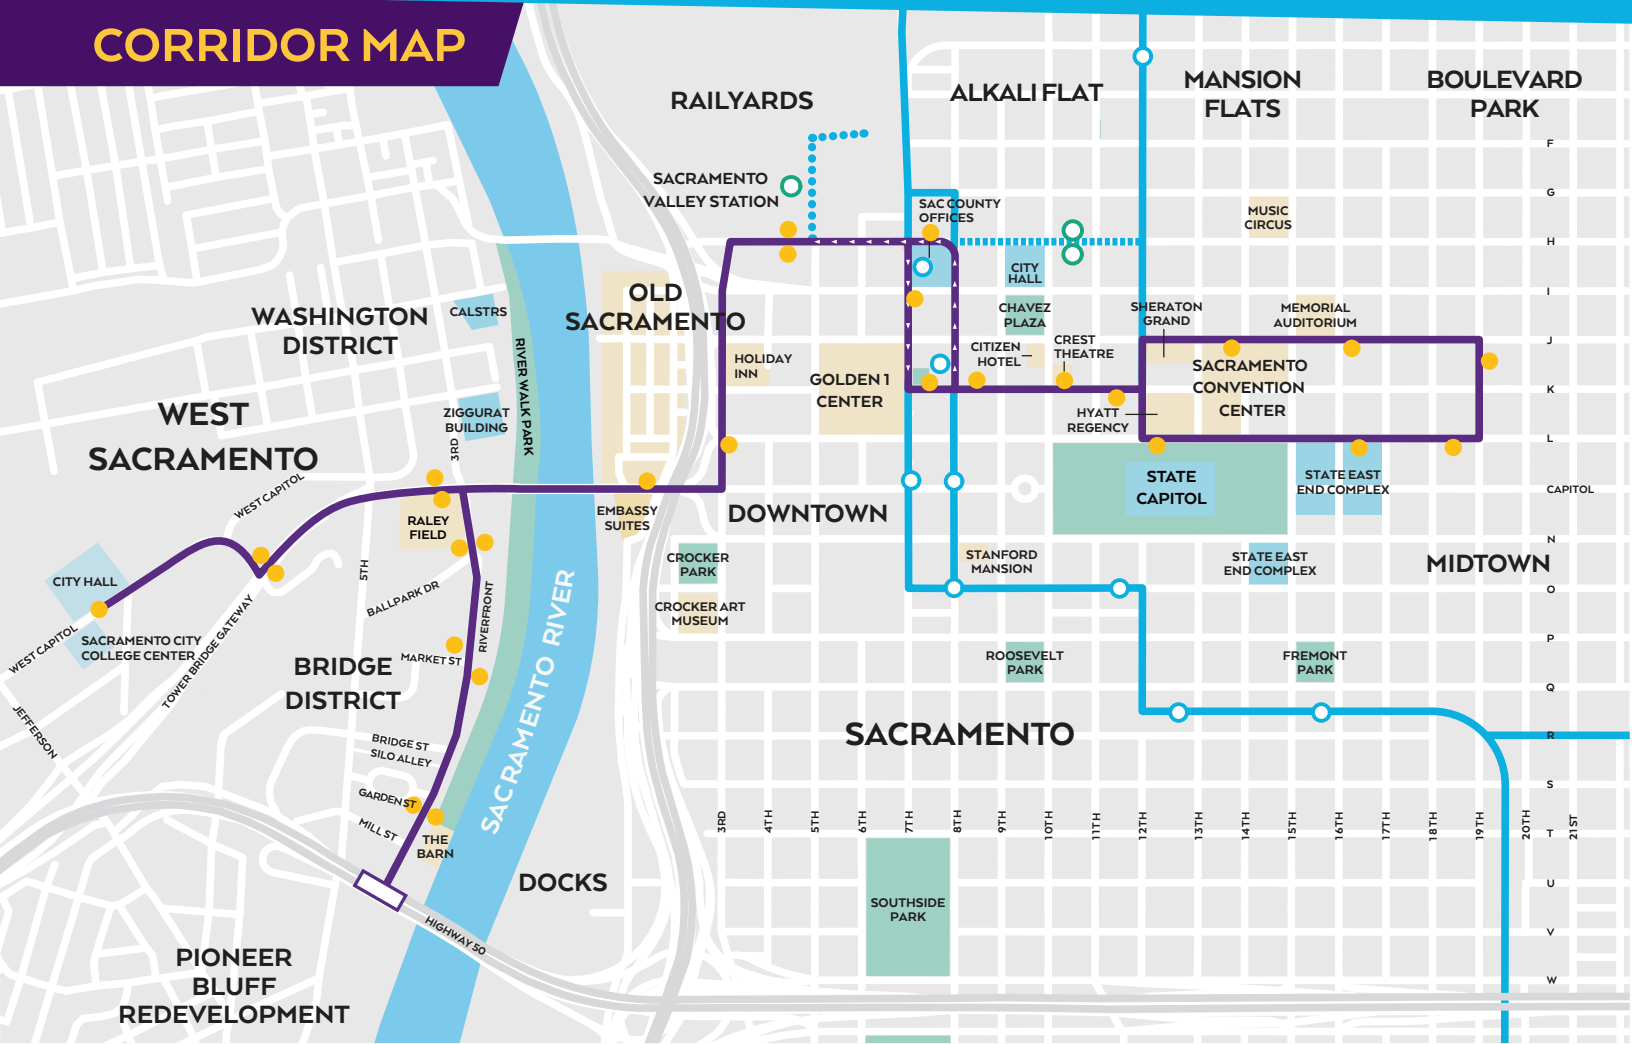 CORRIDOR MAP
RAILYARDS
ALKALI FLAT
MANSION
FLATS
BOULEVARD
PARK
SACRAMENTO
VALLEY STATION
SAC COUNTY
OFFICES
MUSIC
CIRCUS
CITY
HALL
CHAVEZ
PLAZA
SHERATON
GRAND
MEMORIAL
AUDITORIUM
CITIZEN
HOTEL
CREST
THEATRE
WASHINGTON
DISTRICT
CALSTRS
OLD
SACRAMENTO
HOLIDAY
INN
GOLDEN 1
CENTER
SACRAMENTO
CONVENTION
CENTER
HYATT
REGENCY
WEST
SACRAMENTO
ZIGGURAT
BUILDING
3RD
RIVER WALK PARK
WEST CAPITOL
RALEY
FIELD
EMBASSY
SUITES
DOWNTOWN
STATE
CAPITOL
STATE EAST
END COMPLEX
CROCKER
PARK
STANFORD
MANSION
STATE EAST
END COMPLEX
MIDTOWN
CITY HALL
5TH
BALLPARK DR
RIVERFRONT
CROCKER ART
MUSEUM
WEST CAPITOL
SACRAMENTO CITY
COLLEGE CENTER
TOWER BRIDGE GATEWAY
MARKET ST
BRIDGE
DISTRICT
SACRAMENTO RIVER
ROOSEVELT
PARK
FREMONT
PARK
JEFFERSON
BRIDGE ST
SILO ALLEY
SACRAMENTO
GARDEN ST
MILL ST
THE
BARN
DOCKS
SOUTHSIDE
PARK
HIGHWAY 50
PIONEER
BLUFF
REDEVELOPMENT
3RD
4TH
5TH
6TH
7TH
8TH
9TH
10TH
11TH
12TH
13TH
14TH
15TH
16TH
17TH
18TH
19TH
20TH
21ST
F
G
H
I
J
K
L
CAPITOL
N
O
P
Q
R
S
T
U
V
W